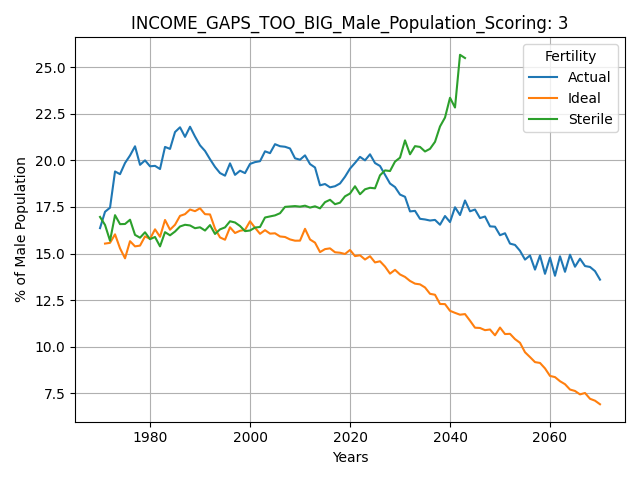 INCOME_GAPS_TOO_BIG_Male_Population_Scoring: 3
Fertility
Actual
Ideal
Sterile
% of Male Population
25.0
22.5
20.0
17.5
15.0
12.5
10.0
7.5
1980 2000 2020 2040 2060
Years